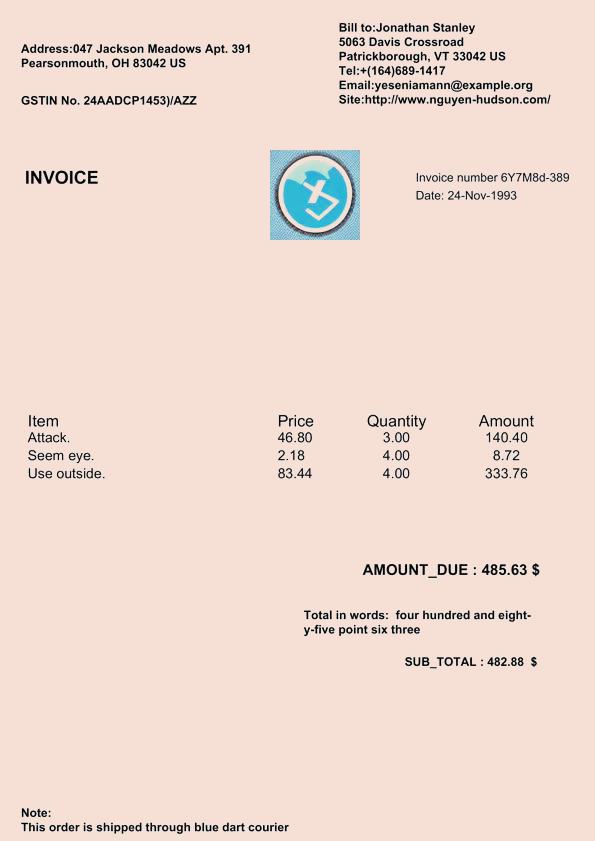 Address:047 Jackson Meadows Apt. 391
Pearsonmouth, OH 83042 US
GSTIN No. 24AADCP1453)/AZZ
Bill to:Jonathan Stanley
5063 Davis Crossroad
Patrickborough, VT 33042 US
Tel:+(164)689-1417
Email:yeseniamann@example.org
Site:http://www.nguyen-hudson.com/
INVOICE
Invoice number 6Y7M8d-389
Date: 24-Nov-1993
Item Price Quantity Amount
Attack. 46.80 3.00 140.40
Seem eye. 2.18 4.00 8.72
Use outside. 83.44 4.00 333.76
AMOUNT_DUE : 485.63 $
Total in words: four hundred and eight-
y-five point six three
SUB_TOTAL : 482.88 $
Note:
This order is shipped through blue dart courier